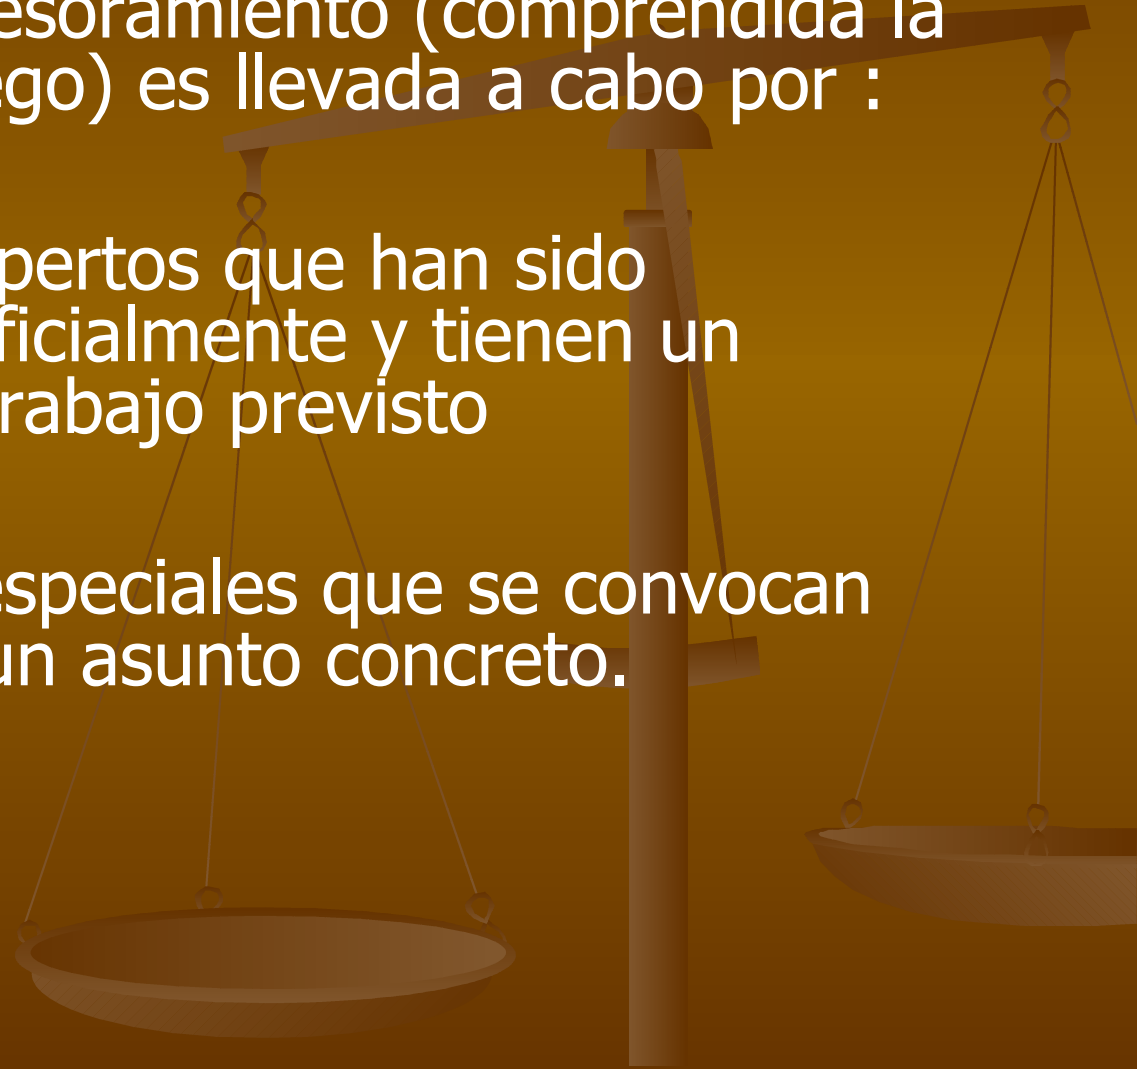 esoramiento (comprendida la
ego) es llevada a cabo por :
pertos que han sido
ficialmente y tienen un
rabajo previsto
especiales que se convocan
un asunto concreto.